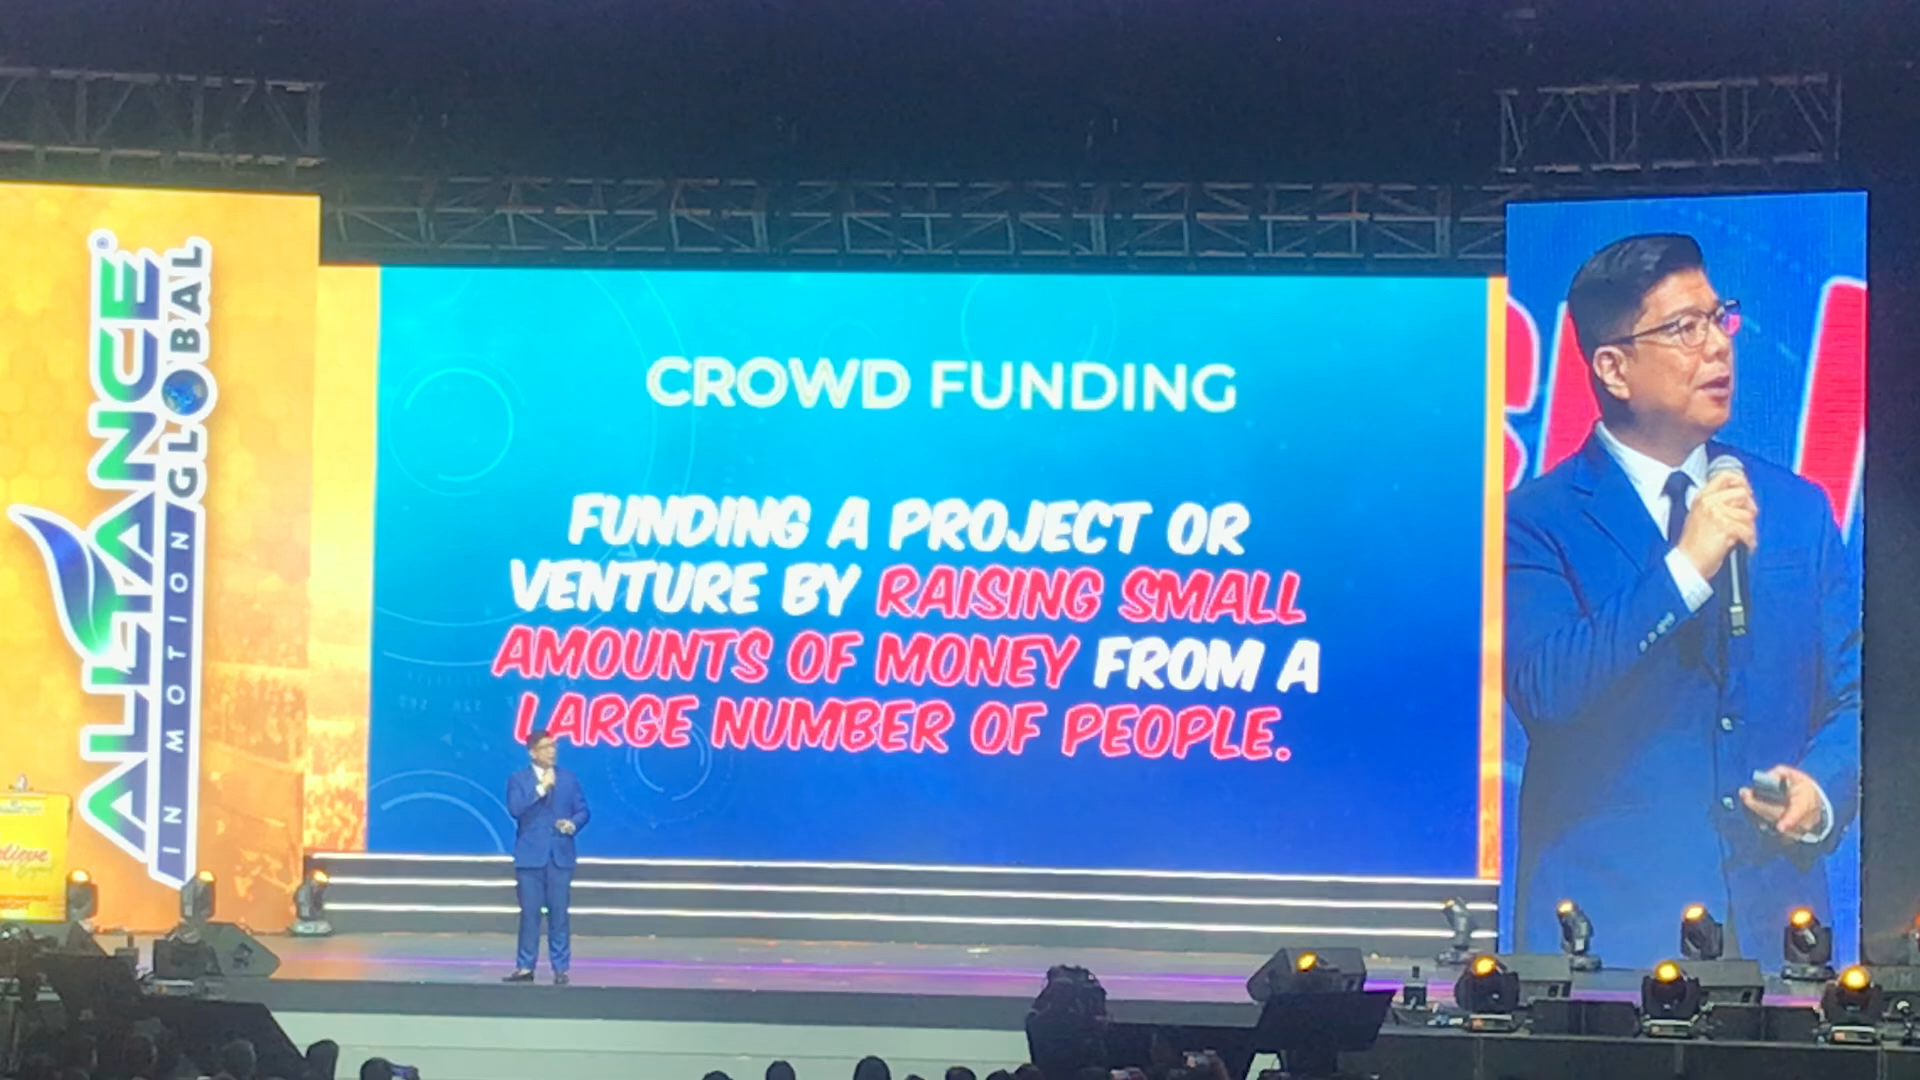 ALLIANCE®
IN MOTION GLOBAL
CROWD FUNDING
FUNDING A PROJECT OR
VENTURE BY RAISING SMALL
AMOUNTS OF MONEY FROM A
LARGE NUMBER OF PEOPLE.